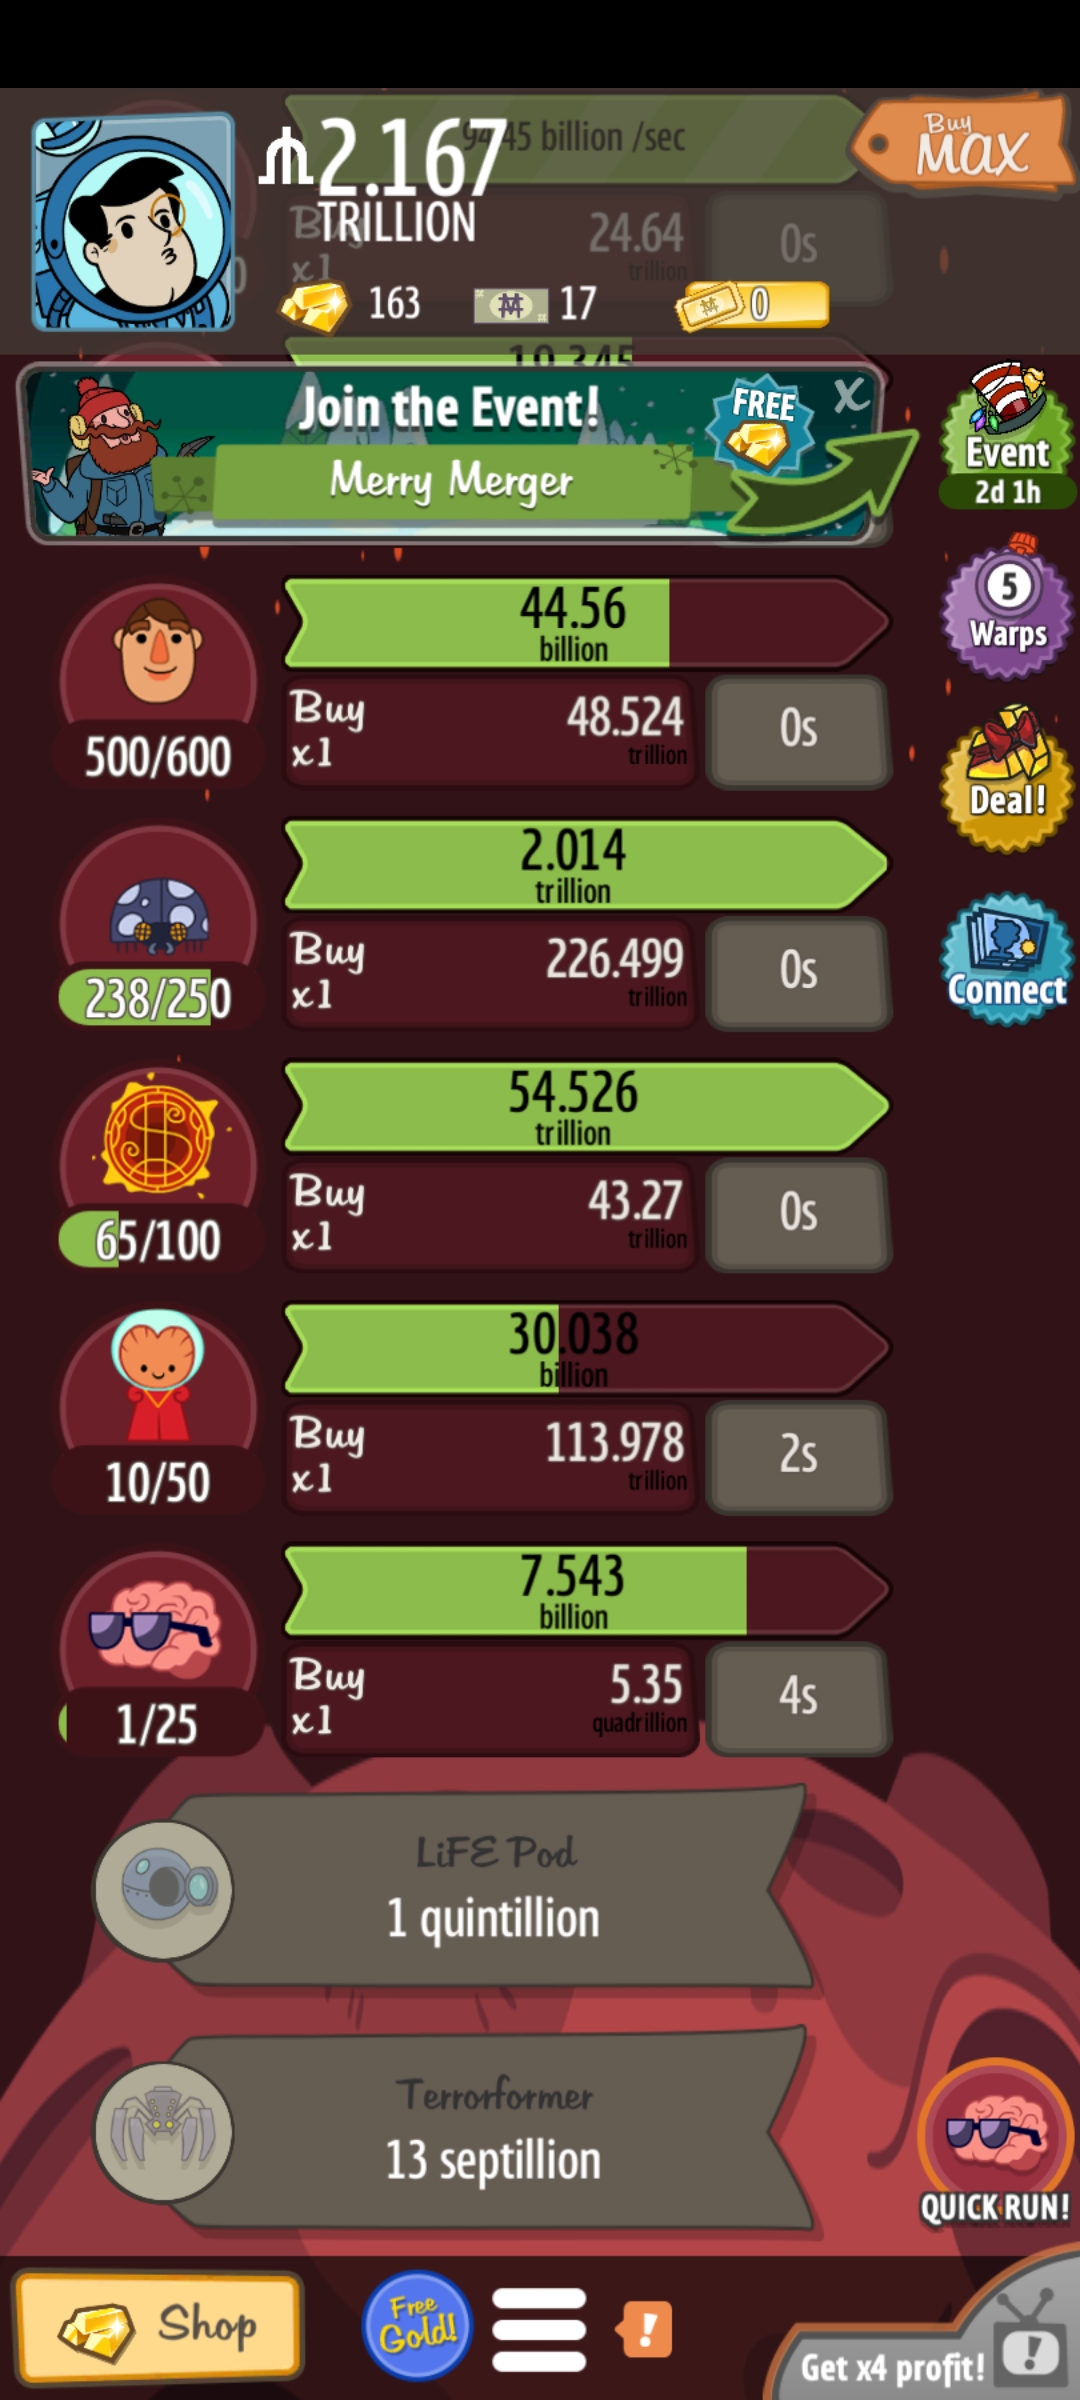 94.45 billion /sec
Buy
MAX
2.167
TRILLION
Buy
x1
24.64
trillion
0s
163
17
0
10.345
Join the Event!
FREE
X
Merry Merger
Event
2d 1h
44.56
billion
5
Warps
Buy
x1
48.524
trillion
0s
500/600
Deal!
2.014
trillion
Buy
x1
226.499
trillion
0s
238/250
Connect
54.526
trillion
Buy
x1
43.27
trillion
0s
65/100
30.038
billion
Buy
x1
113.978
trillion
2s
10/50
7.543
billion
Buy
x1
5.35
quadrillion
4s
1/25
LiFE Pod
1 quintillion
Terrorformer
13 septillion
QUICK RUN!
Shop
Free
Gold!
!
Get x4 profit!
!